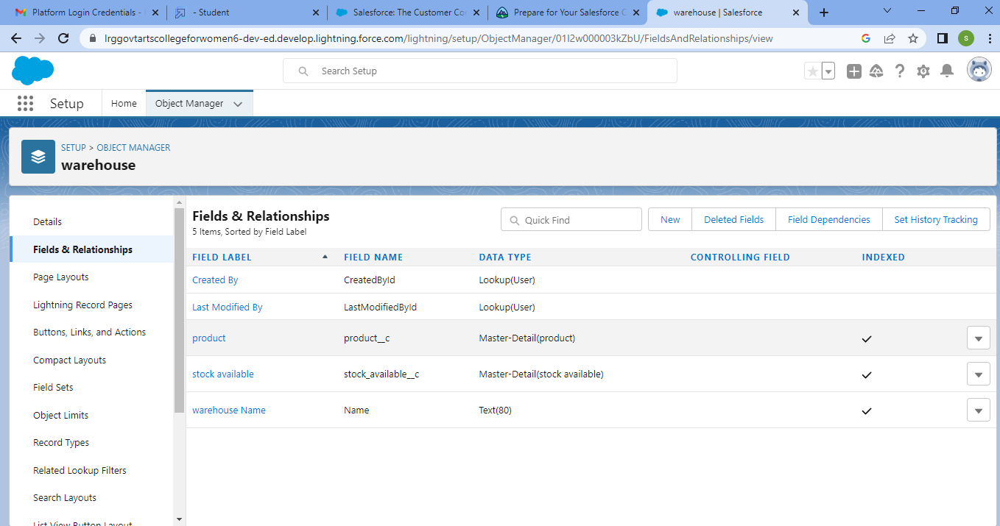 Platform Login Credentials -
- Student
Salesforce: The Customer Co
Prepare for Your Salesforce C
warehouse | Salesforce
lrggovtartscollegeforwomen6-dev-ed.develop.lightning.force.com/lightning/setup/ObjectManager/01I2w000003kZbU/FieldsAndRelationships/view
S
Search Setup
Setup
Home
Object Manager
SETUP > OBJECT MANAGER
warehouse
Details
Fields & Relationships
Page Layouts
Lightning Record Pages
Buttons, Links, and Actions
Compact Layouts
Field Sets
Object Limits
Record Types
Related Lookup Filters
Search Layouts
List View Button Layout
Fields & Relationships
5 Items, Sorted by Field Label
Quick Find
New
Deleted Fields
Field Dependencies
Set History Tracking
FIELD LABEL FIELD NAME DATA TYPE CONTROLLING FIELD INDEXED
Created By CreatedById Lookup(User)
Last Modified By LastModifiedById Lookup(User)
product product__c Master-Detail(product)
stock available stock_available__c Master-Detail(stock available)
warehouse Name Name Text(80)